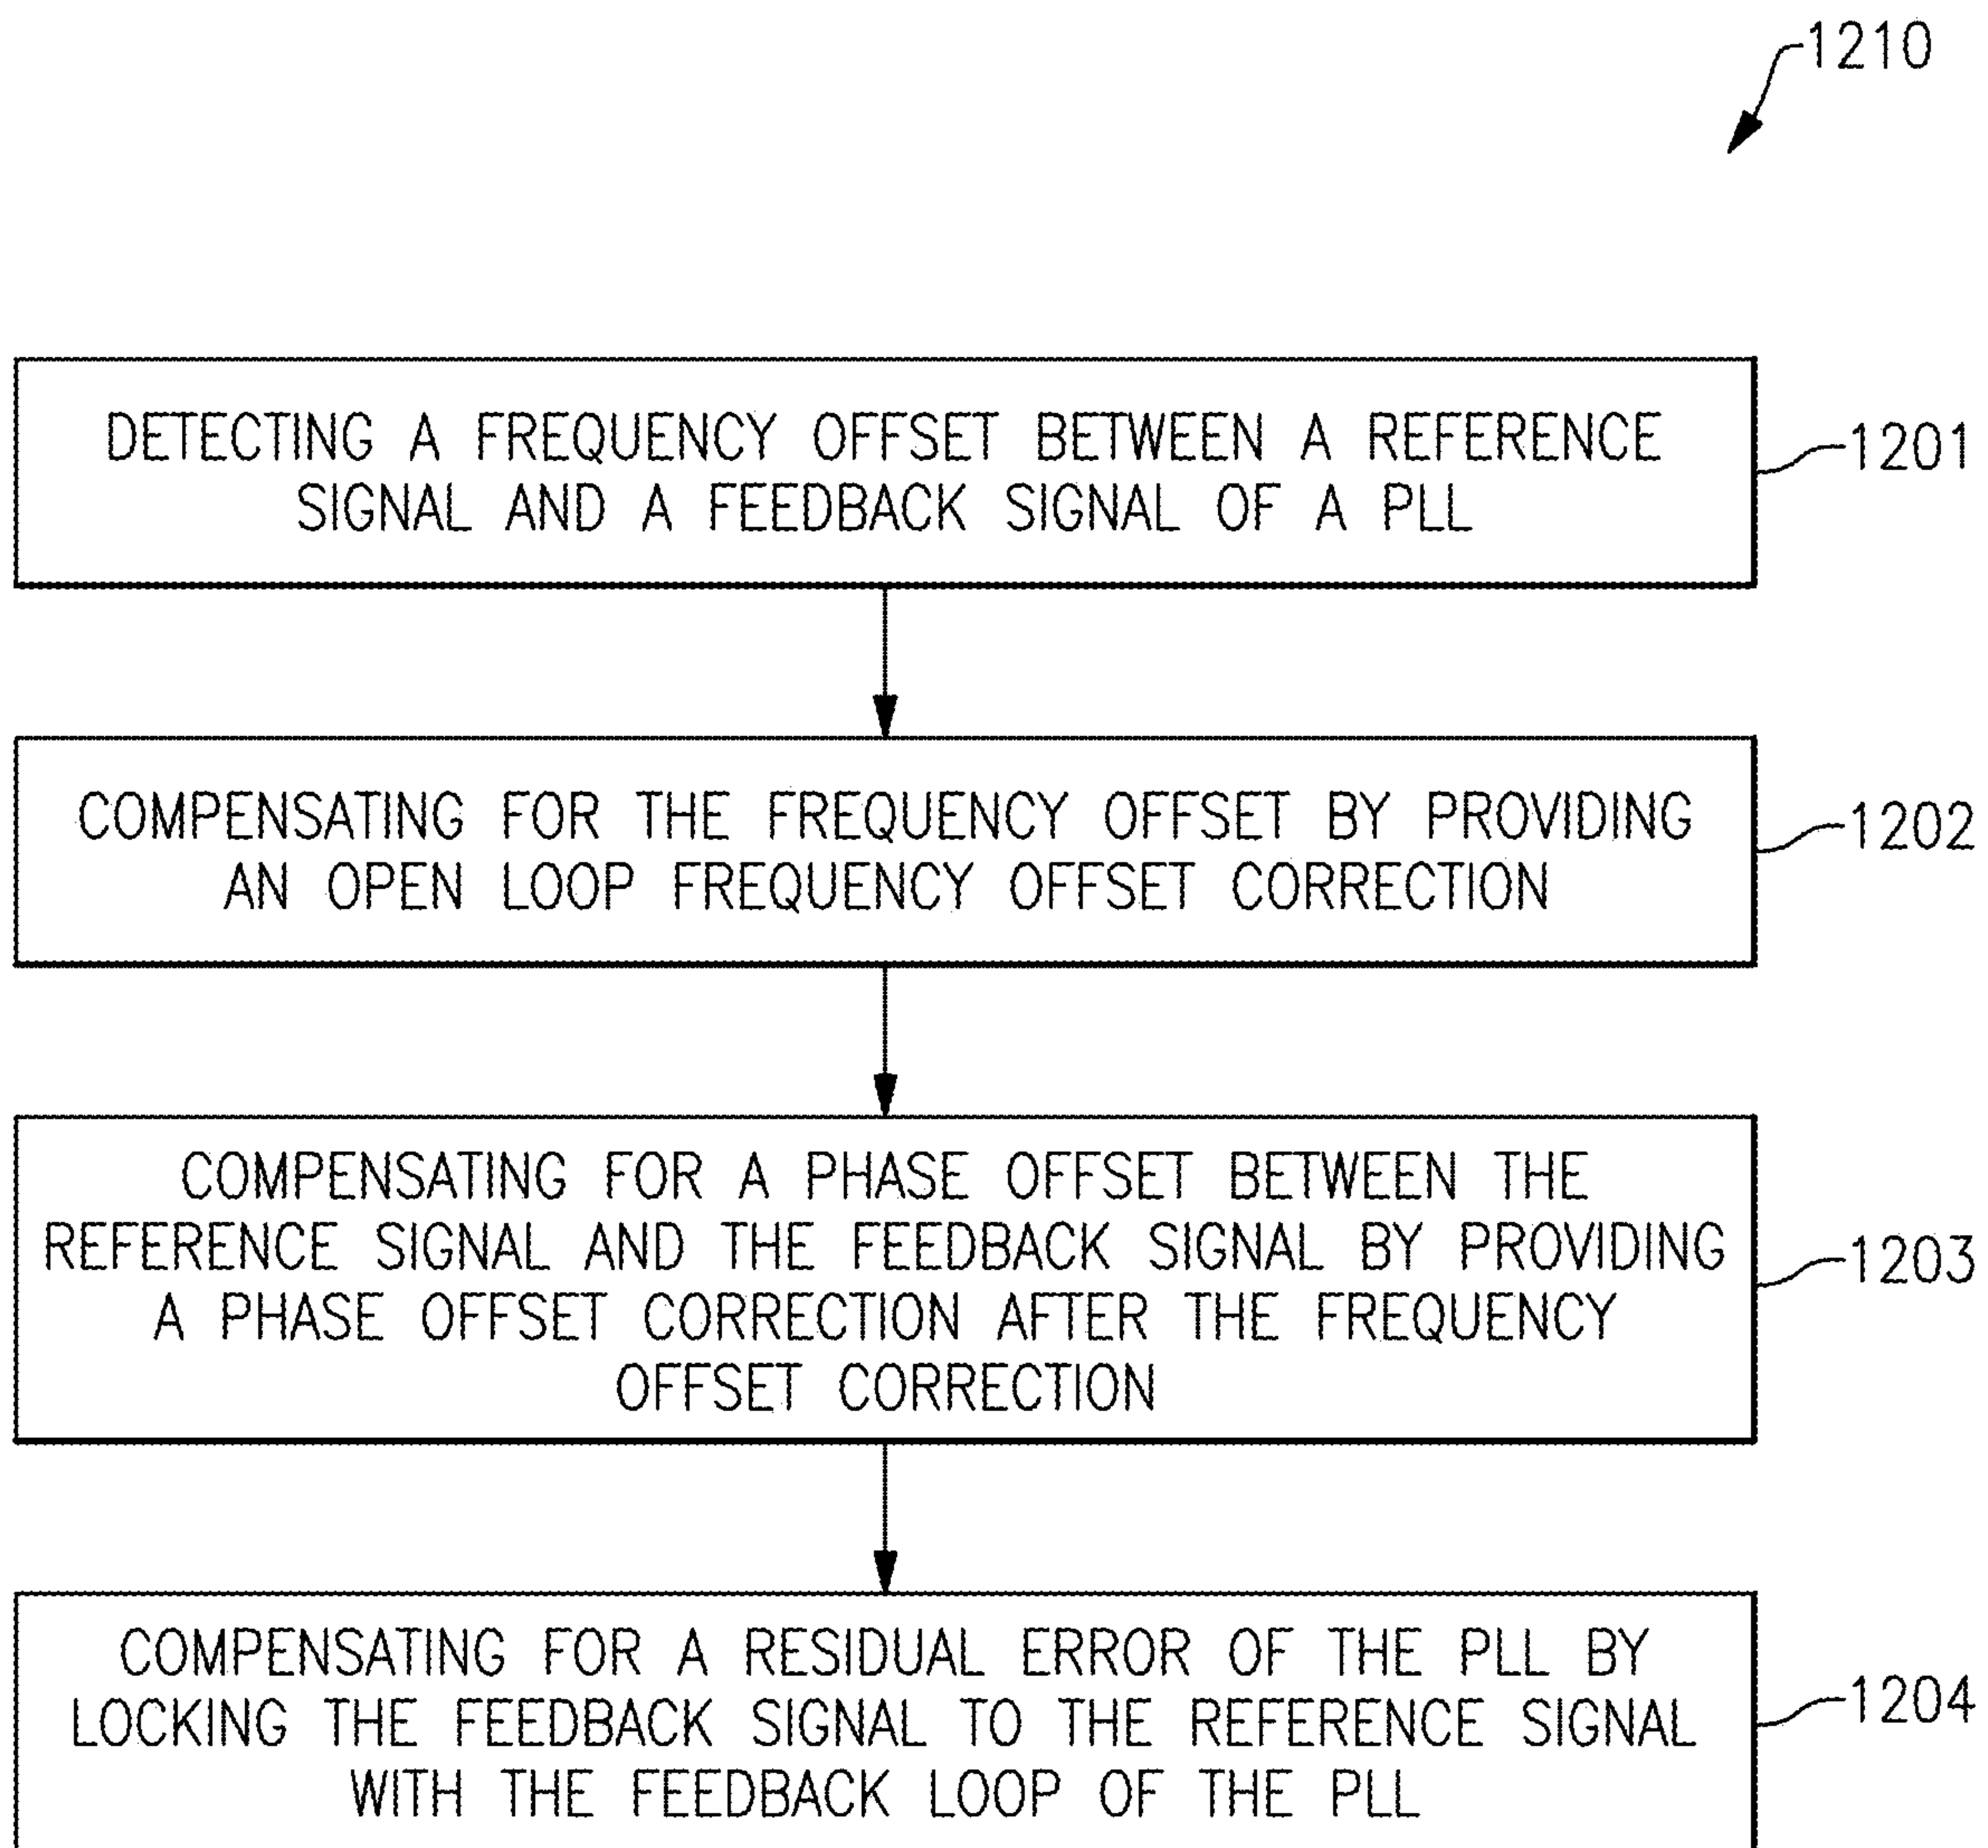 1210
DETECTING A FREQUENCY OFFSET BETWEEN A REFERENCE
SIGNAL AND A FEEDBACK SIGNAL OF A PLL
1201
COMPENSATING FOR THE FREQUENCY OFFSET BY PROVIDING
AN OPEN LOOP FREQUENCY OFFSET CORRECTION
1202
COMPENSATING FOR A PHASE OFFSET BETWEEN THE
REFERENCE SIGNAL AND THE FEEDBACK SIGNAL BY PROVIDING
A PHASE OFFSET CORRECTION AFTER THE FREQUENCY
OFFSET CORRECTION
1203
COMPENSATING FOR A RESIDUAL ERROR OF THE PLL BY
LOCKING THE FEEDBACK SIGNAL TO THE REFERENCE SIGNAL
WITH THE FEEDBACK LOOP OF THE PLL
1204